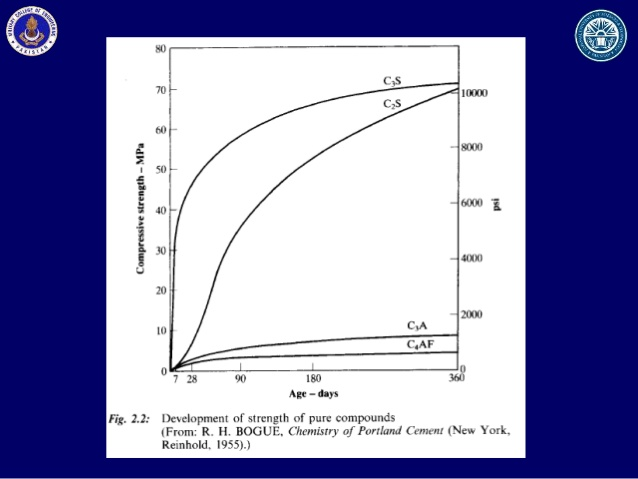 80
70
60
50
40
30
20
10
0
Compressive strength – MPa
C₃S
C₂S
C₃A
C₄AF
10000
8000
6000
4000
2000
0
psi
7 28 90 180 360
Age – days
Fig. 2.2: Development of strength of pure compounds
(From: R. H. BOGUE, Chemistry of Portland Cement (New York,
Reinhold, 1955).)
PAKISTAN